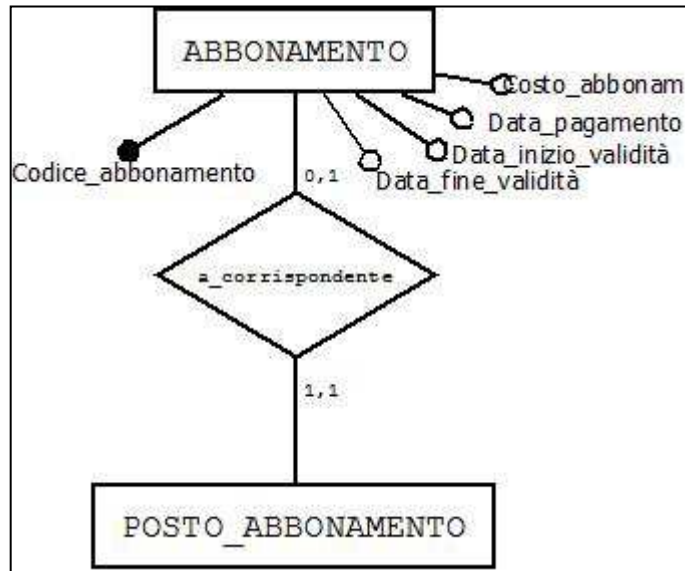 ABBONAMENTO
Costo_abbonam
Data_pagamento
Data_inizio_validità
Codice_abbonamento
Data_fine_validità
0,1
a_corrispondente
1,1
POSTO_ABBONAMENTO